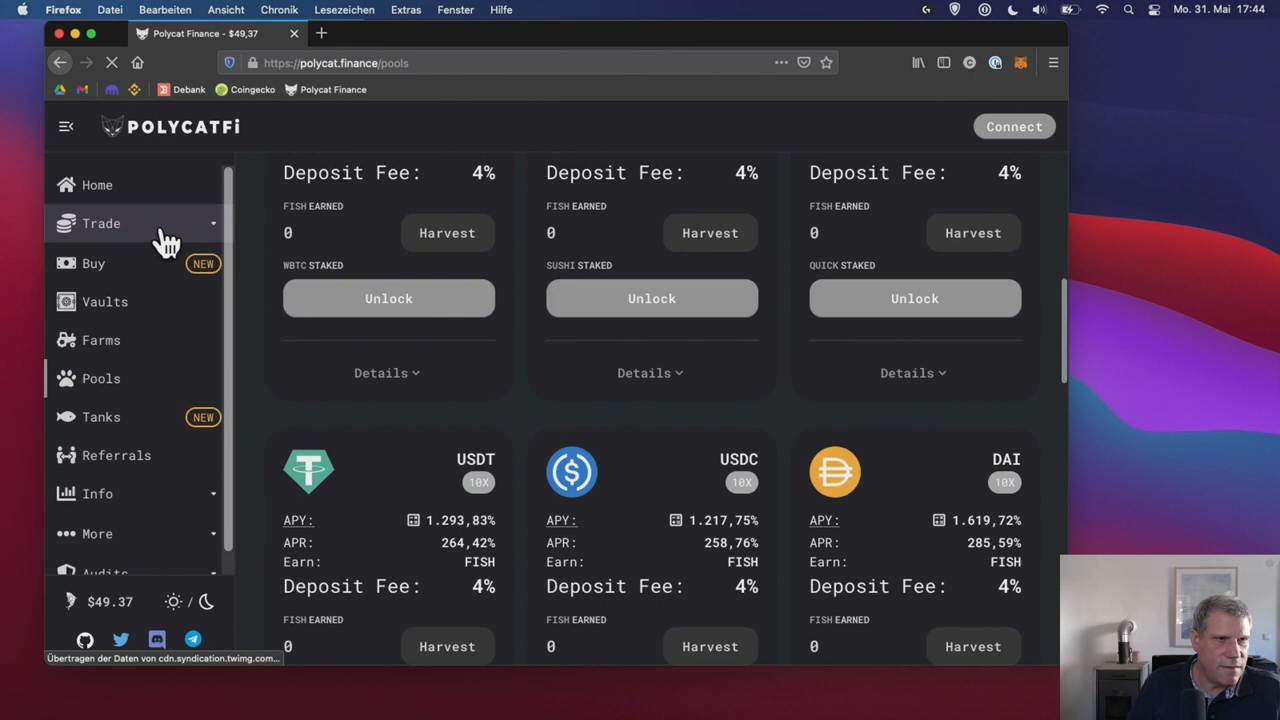 Firefox Datei Bearbeiten Ansicht Chronik Lesezeichen Extras Fenster Hilfe Mo. 31. Mai 17:44
Polycat Finance - $49,37
https://polycat.finance/pools
Debank Coingecko Polycat Finance
POLYCATFi Connect
Home
Trade
Buy NEW
Vaults
Farms
Pools
Tanks NEW
Referrals
Info
More
Audits
$49.37 /
Übertragen der Daten von cdn.syndication.twimg.com...
Deposit Fee: 4% Deposit Fee: 4% Deposit Fee: 4%
FISH EARNED FISH EARNED FISH EARNED
0 Harvest 0 Harvest 0 Harvest
WBTC STAKED SUSHI STAKED QUICK STAKED
Unlock Unlock Unlock
Details Details Details
USDT USDC DAI
10X 10X 10X
APY: 1.293,83% APY: 1.217,75% APY: 1.619,72%
APR: 264,42% APR: 258,76% APR: 285,59%
Earn: FISH Earn: FISH Earn: FISH
Deposit Fee: 4% Deposit Fee: 4% Deposit Fee: 4%
FISH EARNED FISH EARNED FISH EARNED
0 Harvest 0 Harvest 0 Harvest